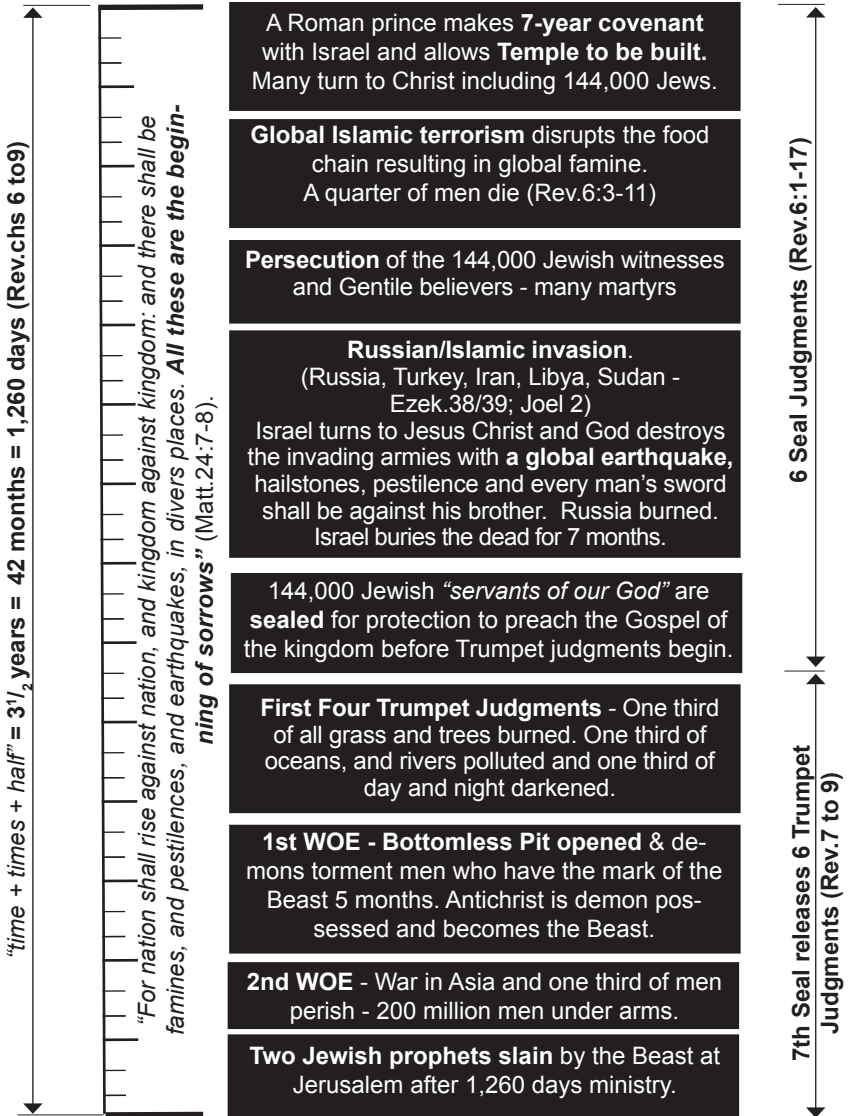 "time + times + half" = 3 1/2 years = 42 months = 1,260 days (Rev.chs 6 to9)
"For nation shall rise against nation, and kingdom against kingdom: and there shall be
famines, and pestilences, and earthquakes, in divers places. All these are the begin-
ning of sorrows" (Matt.24:7-8).
A Roman prince makes 7-year covenant
with Israel and allows Temple to be built.
Many turn to Christ including 144,000 Jews.
Global Islamic terrorism disrupts the food
chain resulting in global famine.
A quarter of men die (Rev.6:3-11)
Persecution of the 144,000 Jewish witnesses
and Gentile believers - many martyrs
Russian/Islamic invasion.
(Russia, Turkey, Iran, Libya, Sudan -
Ezek.38/39; Joel 2)
Israel turns to Jesus Christ and God destroys
the invading armies with a global earthquake,
hailstones, pestilence and every man's sword
shall be against his brother. Russia burned.
Israel buries the dead for 7 months.
144,000 Jewish "servants of our God" are
sealed for protection to preach the Gospel of
the kingdom before Trumpet judgments begin.
First Four Trumpet Judgments - One third
of all grass and trees burned. One third of
oceans, and rivers polluted and one third of
day and night darkened.
1st WOE - Bottomless Pit opened & de-
mons torment men who have the mark of the
Beast 5 months. Antichrist is demon pos-
sessed and becomes the Beast.
2nd WOE - War in Asia and one third of men
perish - 200 million men under arms.
Two Jewish prophets slain by the Beast at
Jerusalem after 1,260 days ministry.
6 Seal Judgments (Rev.6:1-17)
7th Seal releases 6 Trumpet
Judgments (Rev.7 to 9)